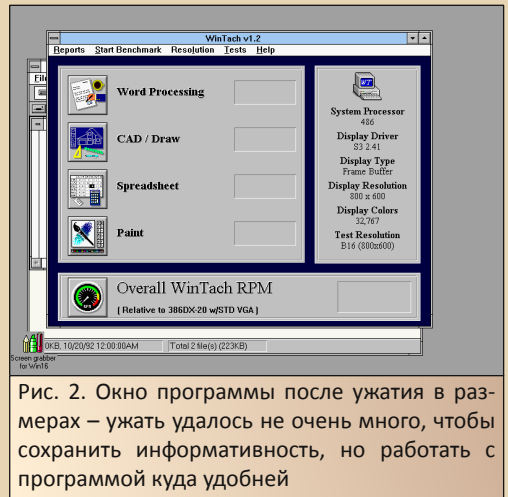 WinTach v1.2
Reports Start Benchmark Resolution Tests Help
File
Word Processing
CAD / Draw
Spreadsheet
Paint
WT
System Processor
486
Display Driver
S3 2.41
Display Type
Frame Buffer
Display Resolution
800 x 600
Display Colors
32,767
Test Resolution
B16 (800x600)
Overall WinTach RPM
( Relative to 386DX-20 w/STD VGA )
0KB, 10/20/92 12:00:00AM
Total 2 file(s) (223KB)
Screen grabber
for Win16
Рис. 2. Окно программы после ужатия в раз-
мерах – ужать удалось не очень много, чтобы
сохранить информативность, но работать с
программой куда удобней